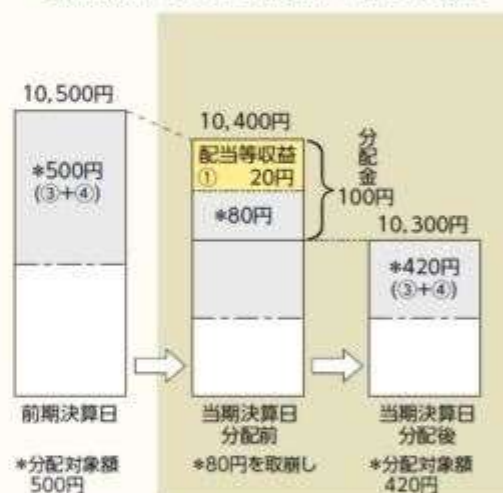 10,500円
*500円
(③+④)
前期決算日
*分配対象額
500円
10,400円
配当等収益
① 20円
*80円
分配金
100円
当期決算日
分配前
*80円を取崩し
10,300円
*420円
(③+④)
当期決算日
分配後
*分配対象額
420円